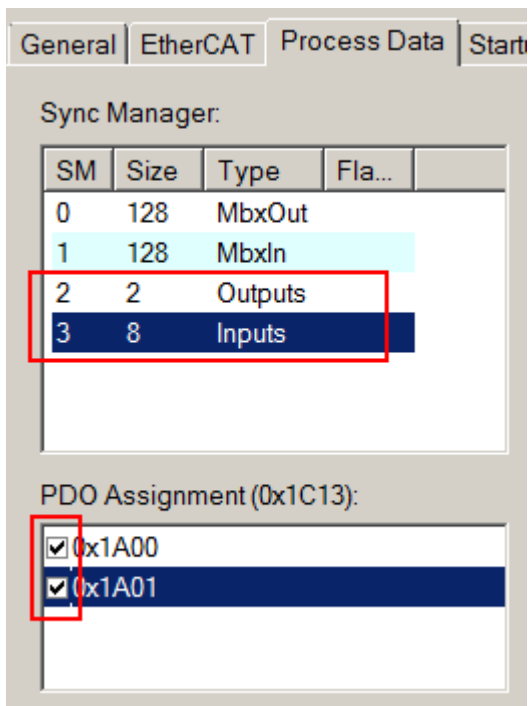 General EtherCAT Process Data Startu
Sync Manager:
SM Size Type Fla...
0 128 MbxOut
1 128 MbxIn
2 2 Outputs
3 8 Inputs
PDO Assignment (0x1C13):
0x1A00
0x1A01